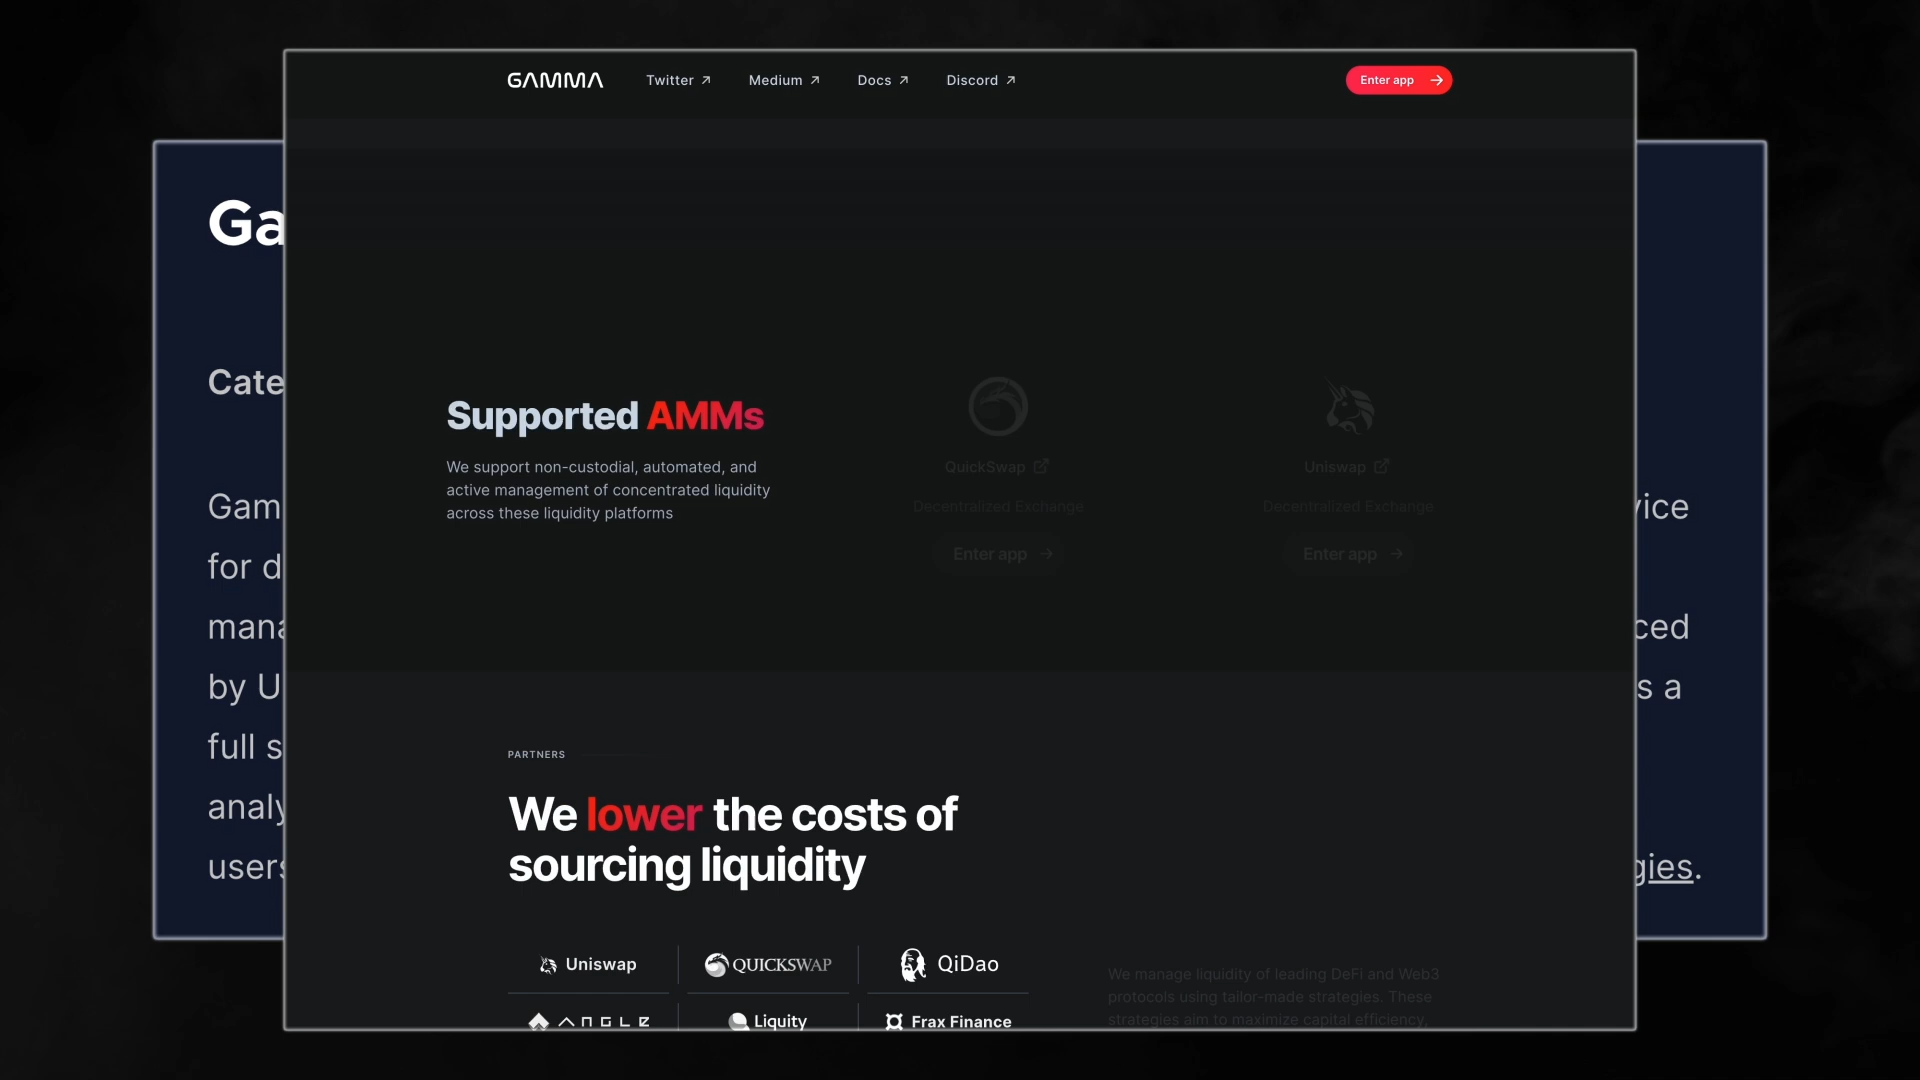 GAMMA
Twitter
Medium
Docs
Discord
Enter app
Ga
Cate
Gam
for d
mana
by U
full s
analy
users
vice
ced
s a
gies.
Supported AMMs
We support non-custodial, automated, and
active management of concentrated liquidity
across these liquidity platforms
QuickSwap
Decentralized Exchange
Enter app
Uniswap
Decentralized Exchange
Enter app
PARTNERS
We lower the costs of
sourcing liquidity
Uniswap
QUICKSWAP
QiDao
ANGLE
Liquity
Frax Finance
We manage liquidity of leading DeFi and Web3
protocols using tailor-made strategies. These
strategies aim to maximize capital efficiency,